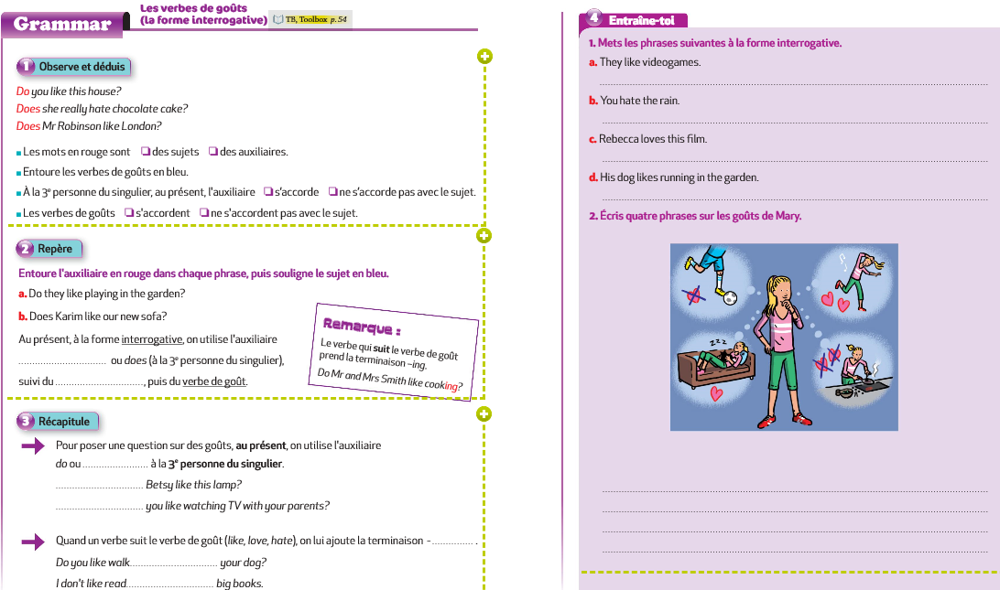 Grammar
Les verbes de goûts
(la forme interrogative) TB, Toolbox p. 54
1 Observe et déduis
Do you like this house?
Does she really hate chocolate cake?
Does Mr Robinson like London?
Les mots en rouge sont ❑ des sujets ❑ des auxiliaires.
Entoure les verbes de goûts en bleu.
À la 3e personne du singulier, au présent, l'auxiliaire ❑ s'accorde ❑ ne s'accorde pas avec le sujet.
Les verbes de goûts ❑ s'accordent ❑ ne s'accordent pas avec le sujet.
2 Repère
Entoure l'auxiliaire en rouge dans chaque phrase, puis souligne le sujet en bleu.
a. Do they like playing in the garden?
b. Does Karim like our new sofa?
Au présent, à la forme interrogative, on utilise l'auxiliaire
........................ ou does (à la 3e personne du singulier),
suivi du ........................, puis du verbe de goût.
Remarque :
Le verbe qui suit le verbe de goût
prend la terminaison –ing.
Do Mr and Mrs Smith like cooking?
3 Récapitule
Pour poser une question sur des goûts, au présent, on utilise l'auxiliaire
do ou ........................ à la 3e personne du singulier.
........................ Betsy like this lamp?
........................ you like watching TV with your parents?
Quand un verbe suit le verbe de goût (like, love, hate), on lui ajoute la terminaison - ............... .
Do you like walk........................ your dog?
I don't like read........................ big books.
4 Entraîne-toi
1. Mets les phrases suivantes à la forme interrogative.
a. They like videogames.
b. You hate the rain.
c. Rebecca loves this film.
d. His dog likes running in the garden.
2. Écris quatre phrases sur les goûts de Mary.
z z z